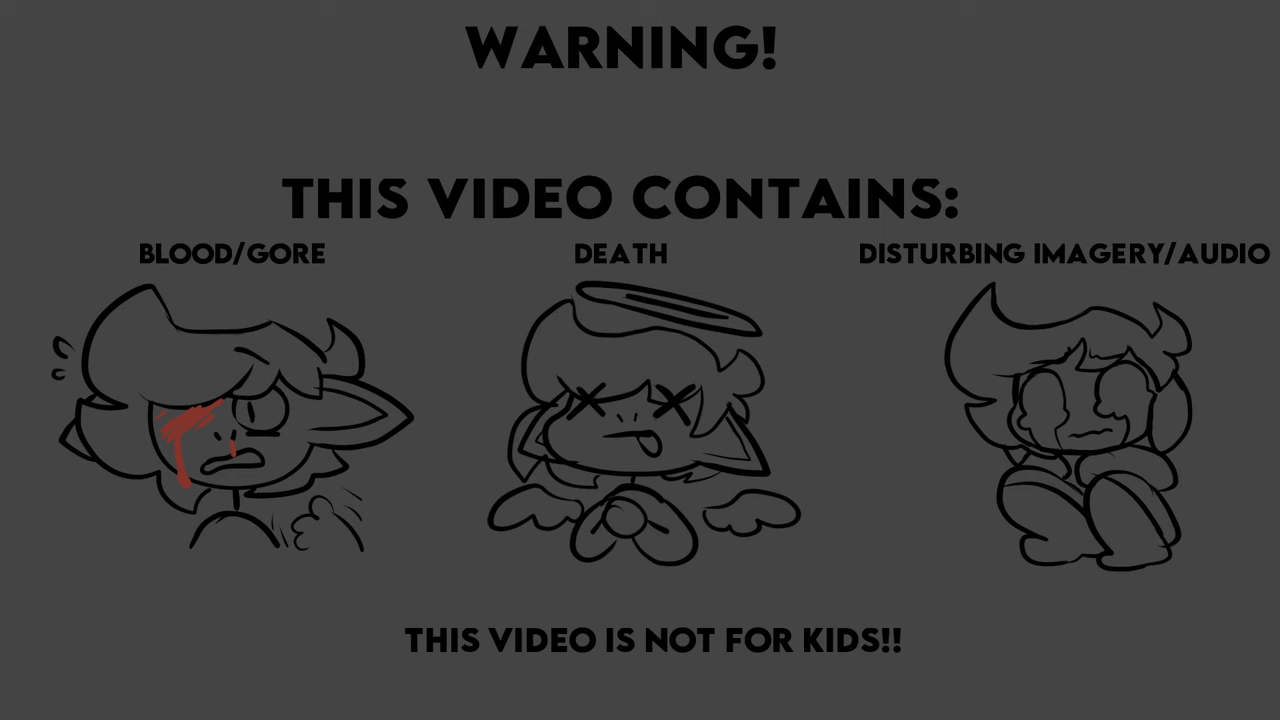 WARNING!
THIS VIDEO CONTAINS:
BLOOD/GORE
DEATH
DISTURBING IMAGERY/AUDIO
THIS VIDEO IS NOT FOR KIDS!!